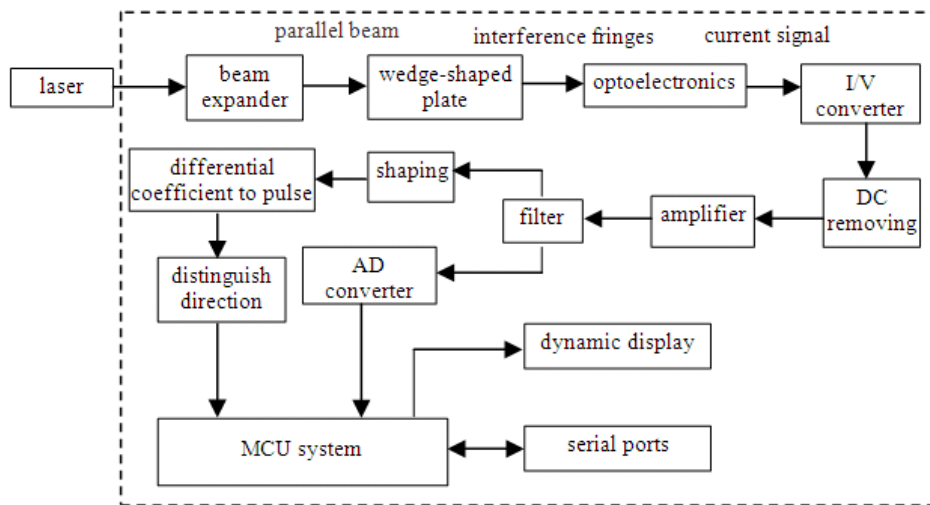 parallel beam
interference fringes
current signal
laser
beam
expander
wedge-shaped
plate
optoelectronics
I/V
converter
differential
coefficient to pulse
shaping
filter
amplifier
DC
removing
distinguish
direction
AD
converter
dynamic display
MCU system
serial ports